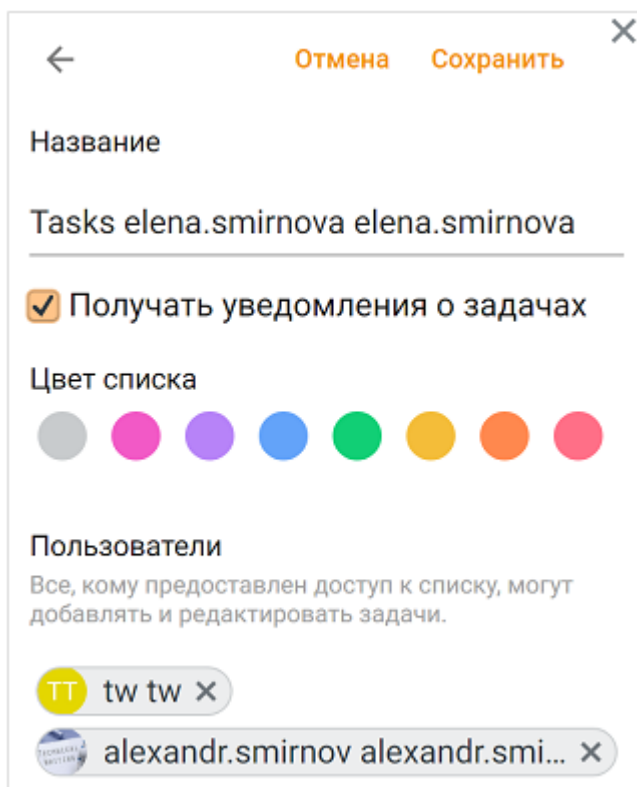 Отмена Сохранить
Название
Tasks elena.smirnova elena.smirnova
Получать уведомления о задачах
Цвет списка
Пользователи
Все, кому предоставлен доступ к списку, могут
добавлять и редактировать задачи.
TT tw tw
alexandr.smirnov alexandr.smi...